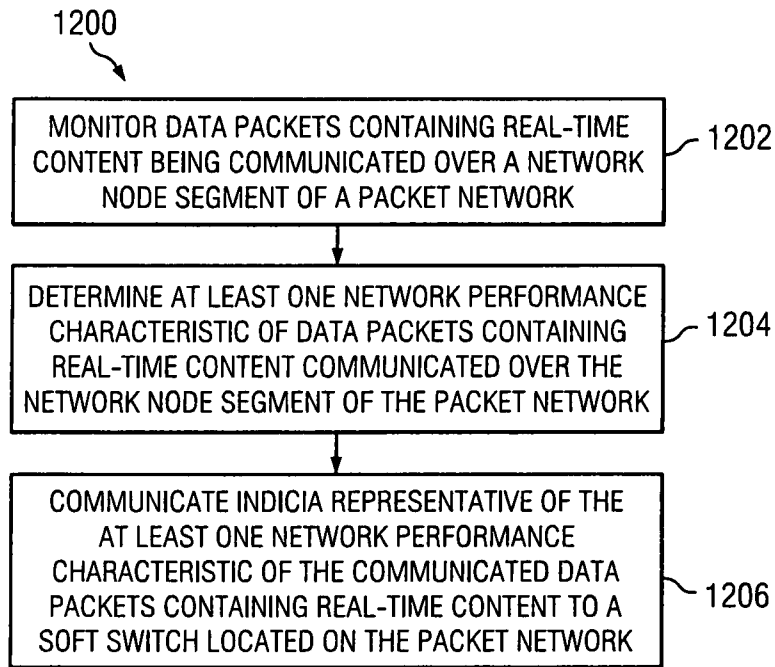 1200
MONITOR DATA PACKETS CONTAINING REAL-TIME
CONTENT BEING COMMUNICATED OVER A NETWORK
NODE SEGMENT OF A PACKET NETWORK
1202
DETERMINE AT LEAST ONE NETWORK PERFORMANCE
CHARACTERISTIC OF DATA PACKETS CONTAINING
REAL-TIME CONTENT COMMUNICATED OVER THE
NETWORK NODE SEGMENT OF THE PACKET NETWORK
1204
COMMUNICATE INDICIA REPRESENTATIVE OF THE
AT LEAST ONE NETWORK PERFORMANCE
CHARACTERISTIC OF THE COMMUNICATED DATA
PACKETS CONTAINING REAL-TIME CONTENT TO A
SOFT SWITCH LOCATED ON THE PACKET NETWORK
1206